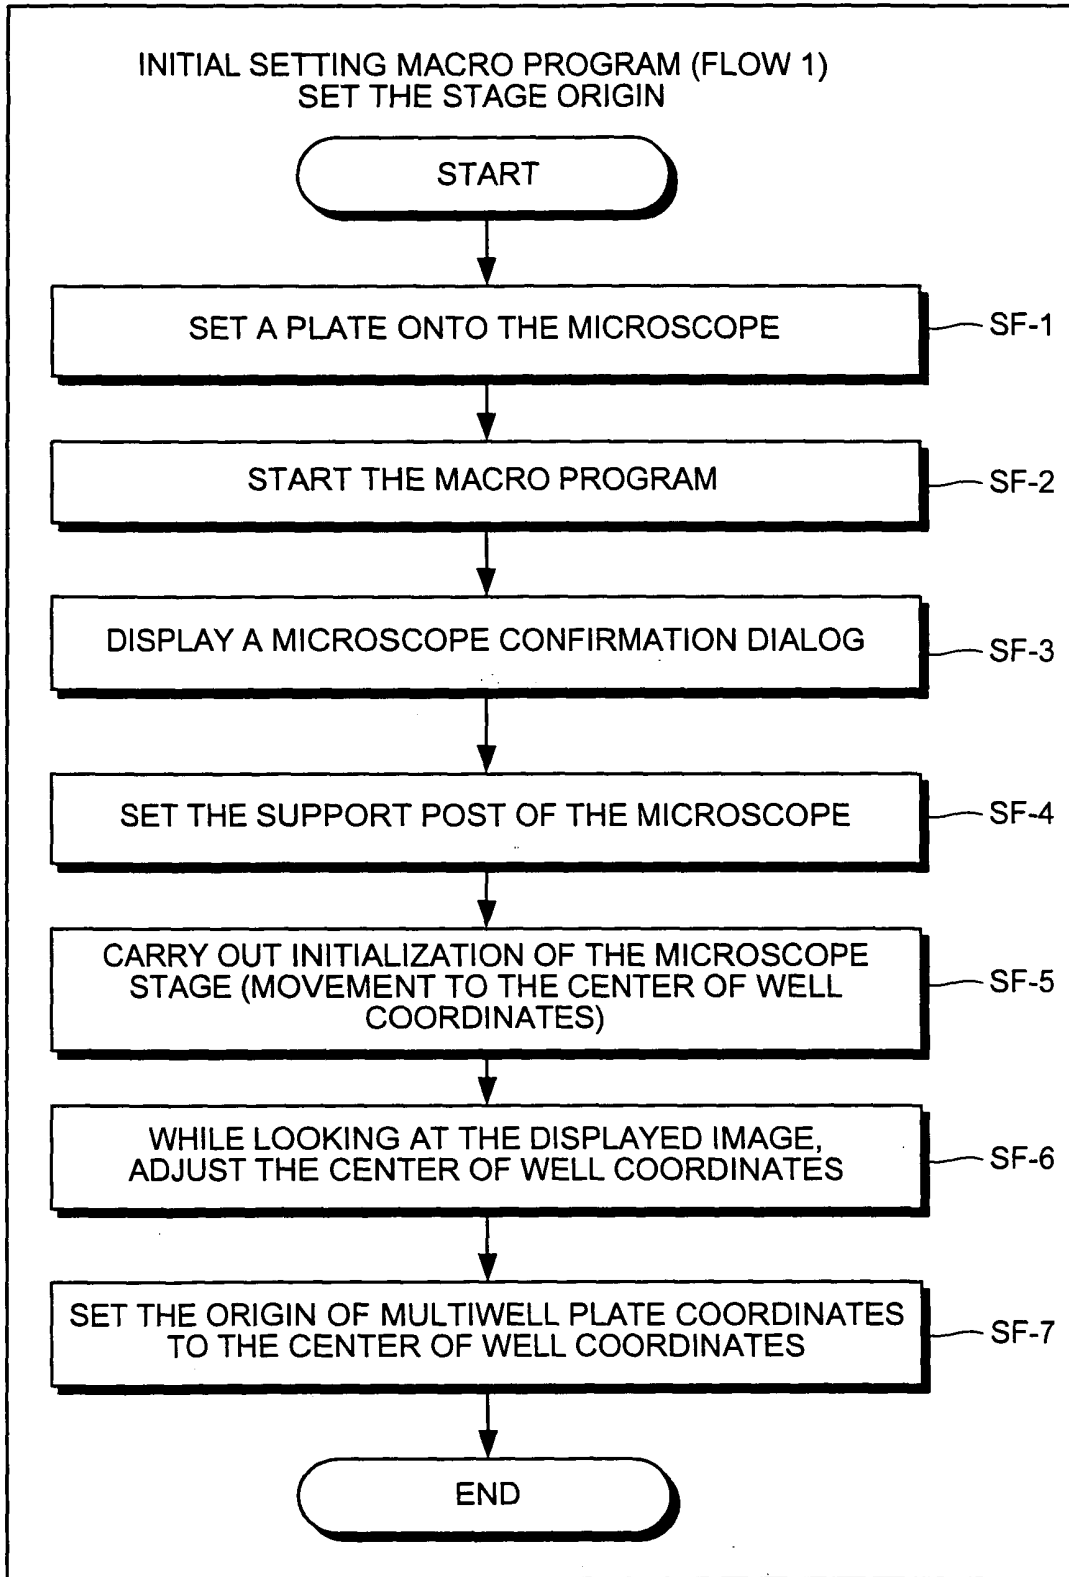 INITIAL SETTING MACRO PROGRAM (FLOW 1)
SET THE STAGE ORIGIN
START
SET A PLATE ONTO THE MICROSCOPE
SF-1
START THE MACRO PROGRAM
SF-2
DISPLAY A MICROSCOPE CONFIRMATION DIALOG
SF-3
SET THE SUPPORT POST OF THE MICROSCOPE
SF-4
CARRY OUT INITIALIZATION OF THE MICROSCOPE
STAGE (MOVEMENT TO THE CENTER OF WELL
COORDINATES)
SF-5
WHILE LOOKING AT THE DISPLAYED IMAGE,
ADJUST THE CENTER OF WELL COORDINATES
SF-6
SET THE ORIGIN OF MULTIWELL PLATE COORDINATES
TO THE CENTER OF WELL COORDINATES
SF-7
END